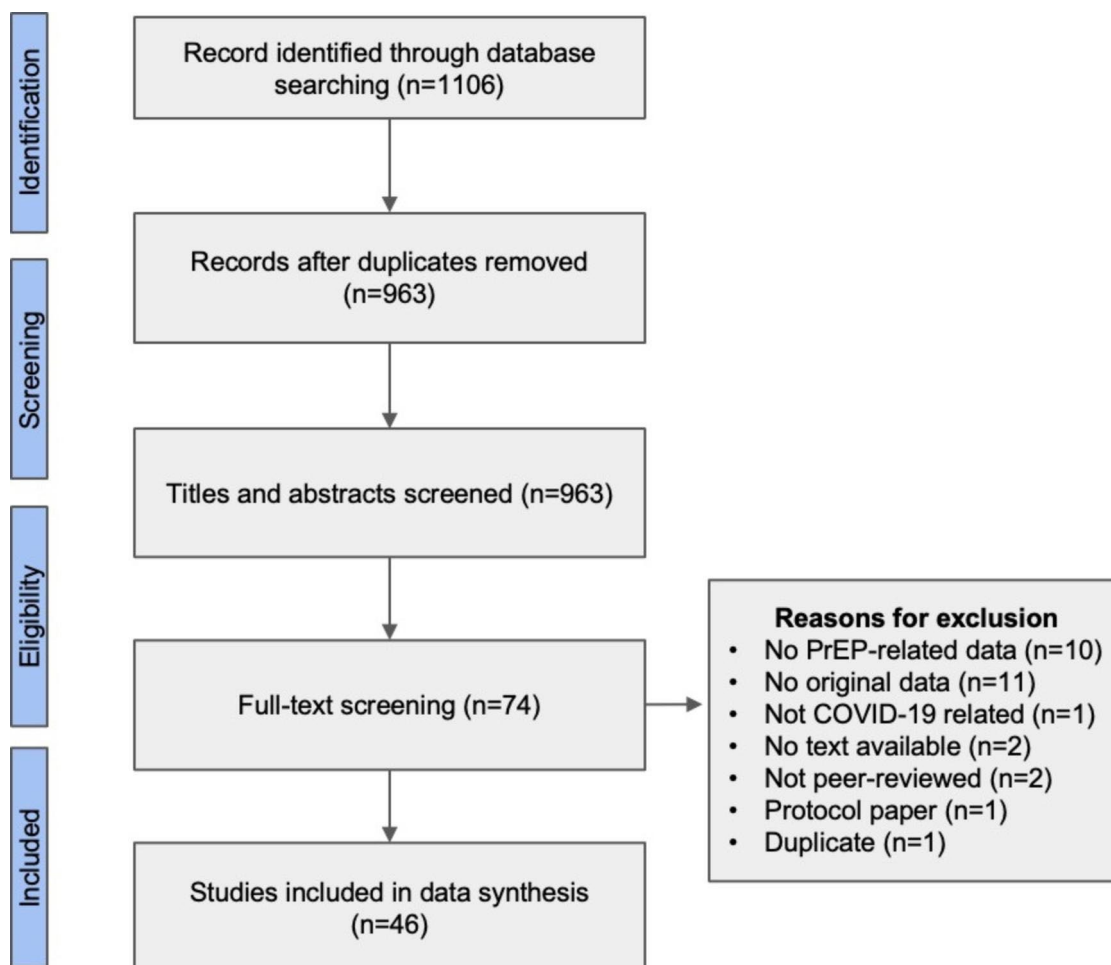 Identification
Record identified through database
searching (n=1106)
Records after duplicates removed
(n=963)
Screening
Titles and abstracts screened (n=963)
Eligibility
Full-text screening (n=74)
Reasons for exclusion
• No PrEP-related data (n=10)
• No original data (n=11)
• Not COVID-19 related (n=1)
• No text available (n=2)
• Not peer-reviewed (n=2)
• Protocol paper (n=1)
• Duplicate (n=1)
Included
Studies included in data synthesis
(n=46)